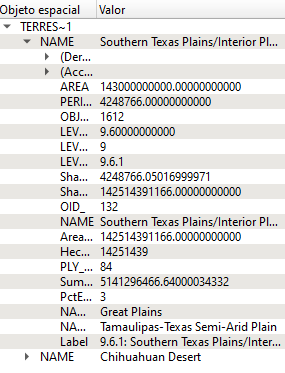 Objeto espacial Valor
TERRES~1
NAME Southern Texas Plains/Interior Pl...
(Der...
(Acc...
AREA 143000000000.00000000000
PERI... 4248766.00000000000
OBJ... 1612
LEV... 9.60000000000
LEV... 9
LEV... 9.6.1
Sha... 4248766.05016999971
Sha... 142514391166.00000000000
OID_ 132
NAME Southern Texas Plains/Interior Pl...
Area... 142514391166.00000000000
Hec... 14251439
PLY_... 84
Sum... 5141296466.64000034332
PctE... 3
NA... Great Plains
NA... Tamaulipas-Texas Semi-Arid Plain
Label 9.6.1: Southern Texas Plains/Inter...
NAME Chihuahuan Desert